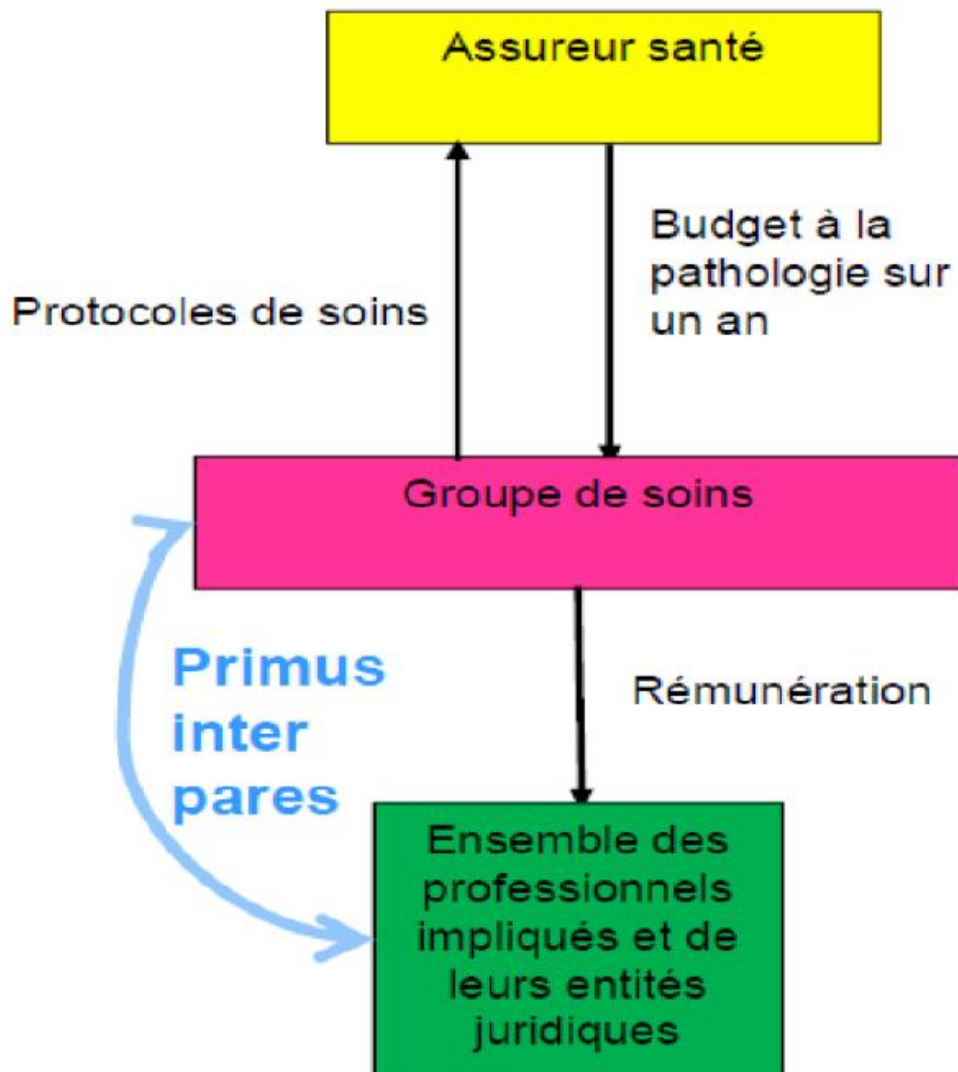 Assureur santé
Protocoles de soins
Budget à la
pathologie sur
un an
Groupe de soins
Primus
inter
pares
Rémunération
Ensemble des
professionnels
impliqués et de
leurs entités
juridiques